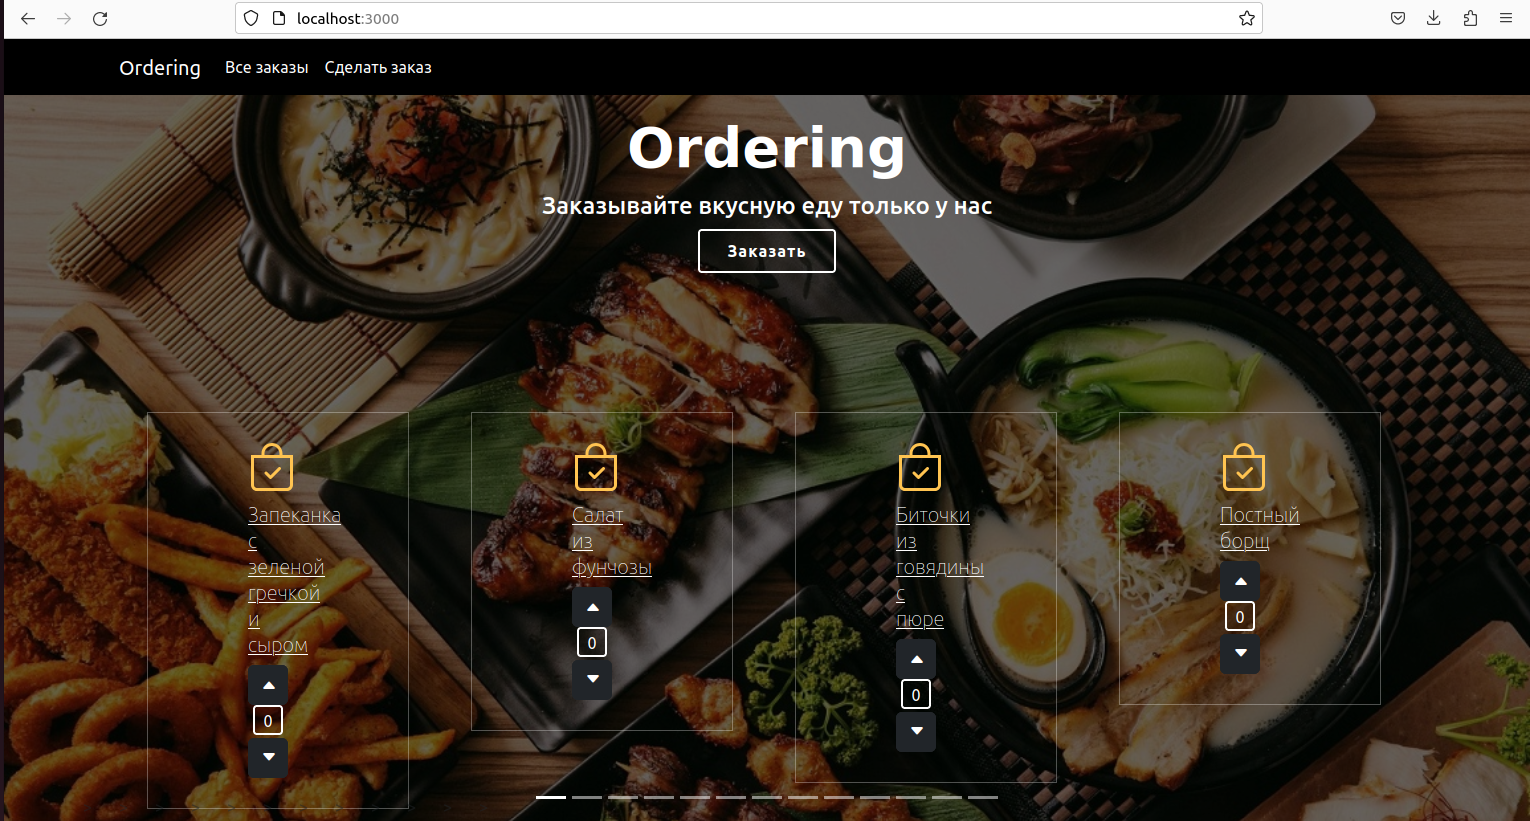 localhost:3000
Ordering Все заказы Сделать заказ
Ordering
Заказывайте вкусную еду только у нас
Заказать
Запеканка
с
зеленой
гречкой
и
сыром
0
Салат
из
фунчозы
0
Биточки
из
говядины
с
пюре
0
Постный
борщ
0